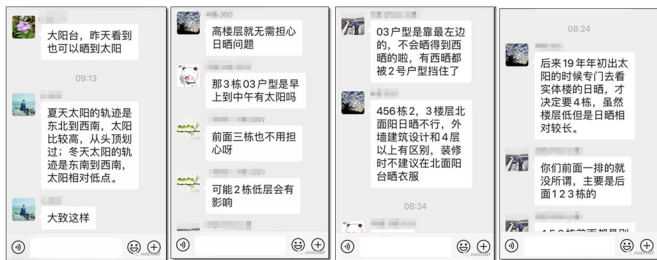 大阳台，昨天看到
也可以晒到太阳
09:13
夏天太阳的轨迹是
东北到西南，太阳
比较高，从头顶划
过；冬天太阳的轨
迹是东南到西南，
太阳相对低点。
大致这样
高楼层就无需担心
日晒问题
那3栋03户型是早
上到中午有太阳吗
前面三栋也不用担
心呀
可能2栋低层会有
影响
03户型是靠最左边
的，不会晒得到西
晒的啦，有西晒都
被2号户型挡住了
456栋2，3楼层北
面阳日晒不行，外
墙建筑设计和4层
以上有区别，装修
时不建议在北面阳
台晒衣服
08:34
08:24
后来19年年初出太
阳的时候专门去看
实体楼的日晒，才
决定要4栋，虽然
楼层低但是日晒相
对较长。
你们前面一排的就
没所谓，主要是后
面123栋的